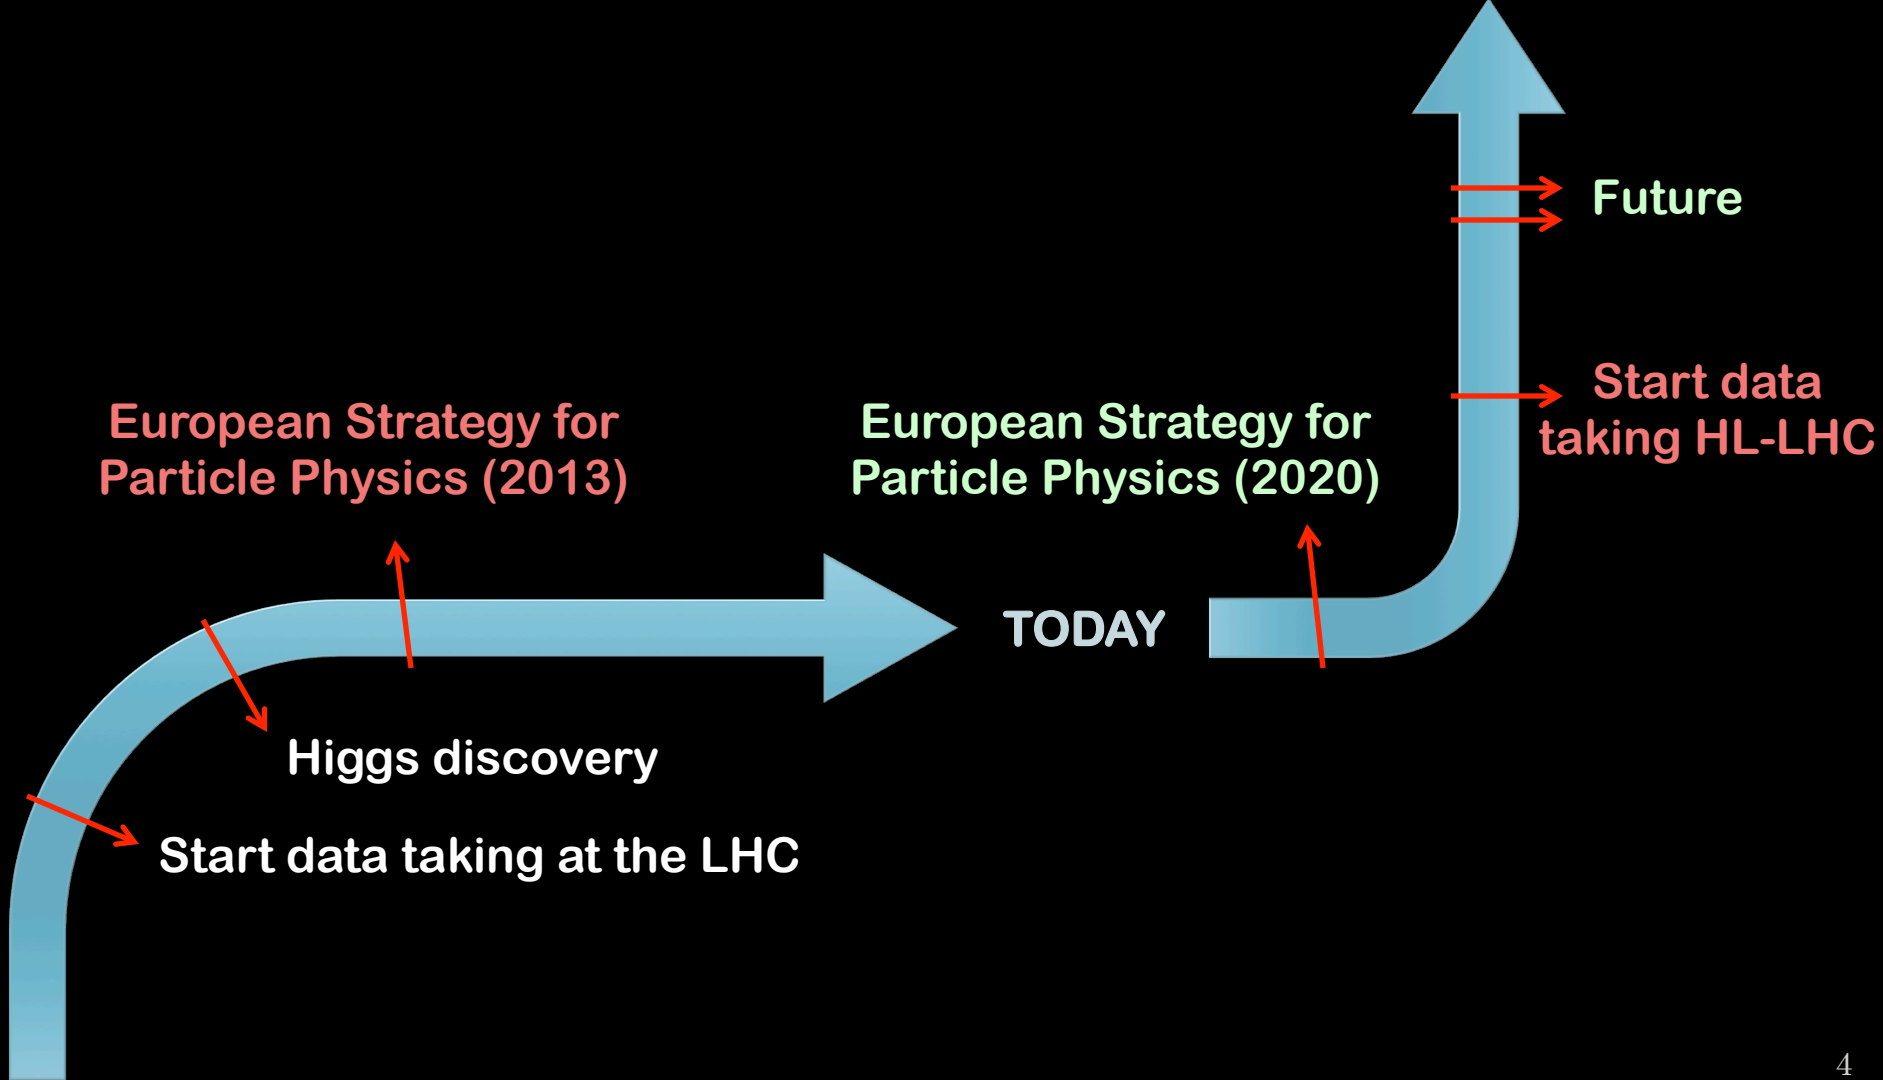 Future
Start data
taking HL-LHC
European Strategy for
Particle Physics (2013)
European Strategy for
Particle Physics (2020)
TODAY
Higgs discovery
Start data taking at the LHC
4